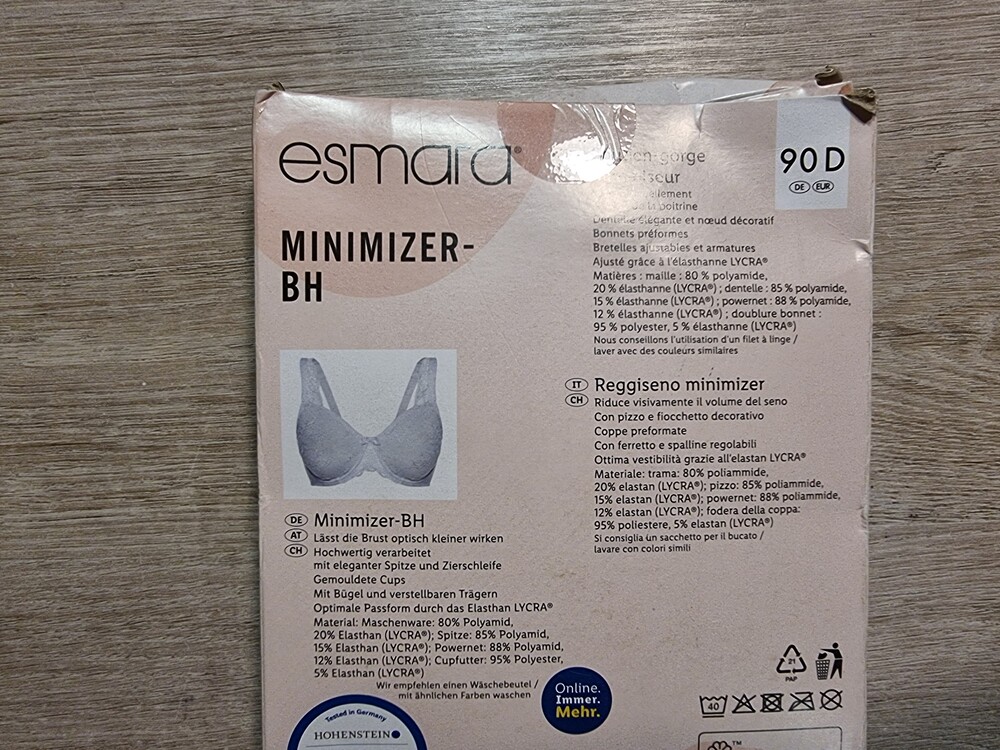 esmara®
MINIMIZER-
BH
90 D
DE EUR
gorge
ellement
la poitrine
Dentelle élégante et nœud décoratif
Bonnets préformes
Bretelles ajustables et armatures
Ajusté grâce à l'élasthanne LYCRA®
Matières : maille : 80 % polyamide,
20 % élasthanne (LYCRA®) ; dentelle : 85 % polyamide,
15 % élasthanne (LYCRA®) ; powernet : 88 % polyamide,
12 % élasthanne (LYCRA®) ; doublure bonnet :
95 % polyester, 5 % élasthanne (LYCRA®)
Nous conseillons l'utilisation d'un filet à linge /
laver avec des couleurs similaires
IT Reggiseno minimizer
CH Riduce visivamente il volume del seno
Con pizzo e fiocchetto decorativo
Coppe preformate
Con ferretto e spalline regolabili
Ottima vestibilità grazie all'elastan LYCRA®
Materiale: trama: 80% poliammide,
20% elastan (LYCRA®); pizzo: 85% poliammide,
15% elastan (LYCRA®); powernet: 88% poliammide,
12% elastan (LYCRA®); fodera della coppa:
95% poliestere, 5% elastan (LYCRA®)
Si consiglia un sacchetto per il bucato /
lavare con colori simili
DE Minimizer-BH
AT Lässt die Brust optisch kleiner wirken
CH Hochwertig verarbeitet
mit eleganter Spitze und Zierschleife
Gemouldete Cups
Mit Bügel und verstellbaren Trägern
Optimale Passform durch das Elasthan LYCRA®
Material: Maschenware: 80% Polyamid,
20% Elasthan (LYCRA®); Spitze: 85% Polyamid,
15% Elasthan (LYCRA®); Powernet: 88% Polyamid,
12% Elasthan (LYCRA®); Cupfutter: 95% Polyester,
5% Elasthan (LYCRA®)
Wir empfehlen einen Wäschebeutel /
mit ähnlichen Farben waschen
Online.
Immer.
Mehr.
Tested in Germany
HOHENSTEIN
21
PAP
40
TM